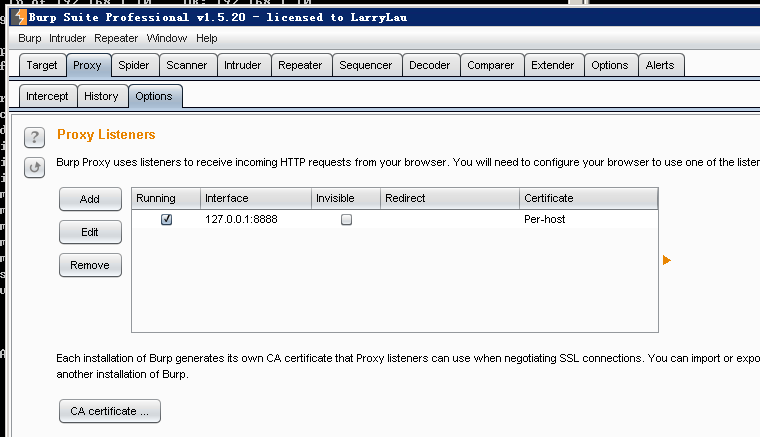 Burp Suite Professional v1.5.20 - licensed to LarryLau
Burp Intruder Repeater Window Help
Target Proxy Spider Scanner Intruder Repeater Sequencer Decoder Comparer Extender Options Alerts
Intercept History Options
? Proxy Listeners
Burp Proxy uses listeners to receive incoming HTTP requests from your browser. You will need to configure your browser to use one of the listen
Add Running Interface Invisible Redirect Certificate
127.0.0.1:8888 Per-host
Edit
Remove
Each installation of Burp generates its own CA certificate that Proxy listeners can use when negotiating SSL connections. You can import or expo
another installation of Burp.
CA certificate ...